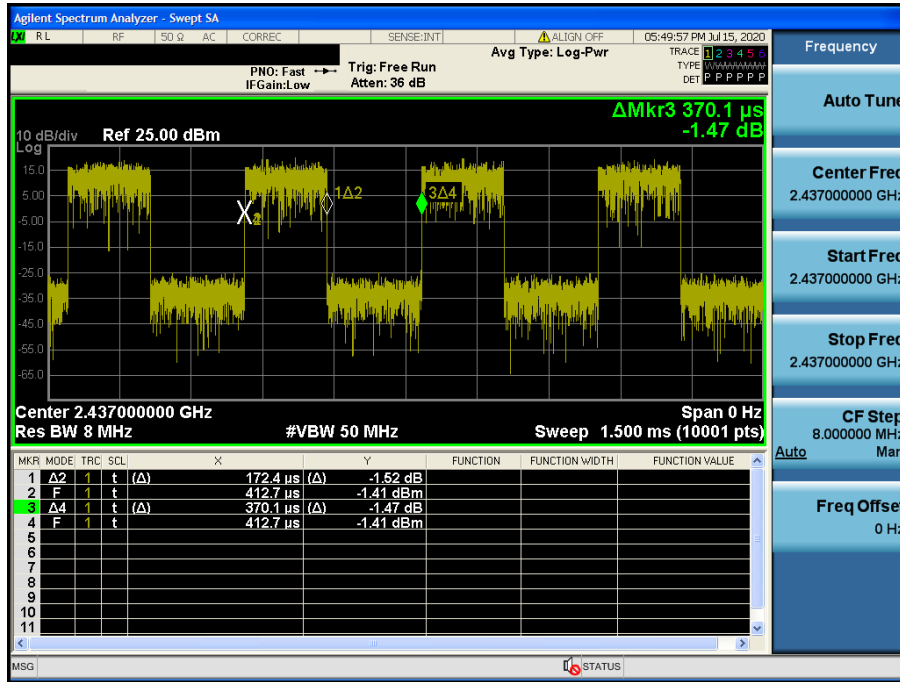 Agilent Spectrum Analyzer - Swept SA
LXI RL RF 50 Ω AC CORREC SENSE:INT ALIGN OFF 05:49:57 PM Jul 15, 2020
Frequency
Avg Type: Log-Pwr TRACE 1 2 3 4 5 6
PNO: Fast Trig: Free Run TYPE WWWWWW
IFGain:Low Atten: 36 dB DET P P P P P P
Auto Tune
ΔMkr3 370.1 µs
10 dB/div Ref 25.00 dBm -1.47 dB
Log
15.0
5.00
-5.00
-15.0
-25.0
-35.0
-45.0
-55.0
-65.0
1Δ2
3Δ4
2
Center Freq
2.437000000 GHz
Start Freq
2.437000000 GHz
Stop Freq
2.437000000 GHz
Center 2.437000000 GHz Span 0 Hz
Res BW 8 MHz #VBW 50 MHz Sweep 1.500 ms (10001 pts)
CF Step
8.000000 MHz
Auto Man
MKR MODE TRC SCL X Y FUNCTION FUNCTION WIDTH FUNCTION VALUE
1 Δ2 1 t (Δ) 172.4 µs (Δ) -1.52 dB
2 F 1 t 412.7 µs -1.41 dBm
3 Δ4 1 t (Δ) 370.1 µs (Δ) -1.47 dB
4 F 1 t 412.7 µs -1.41 dBm
5
6
7
8
9
10
11
Freq Offset
0 Hz
MSG STATUS